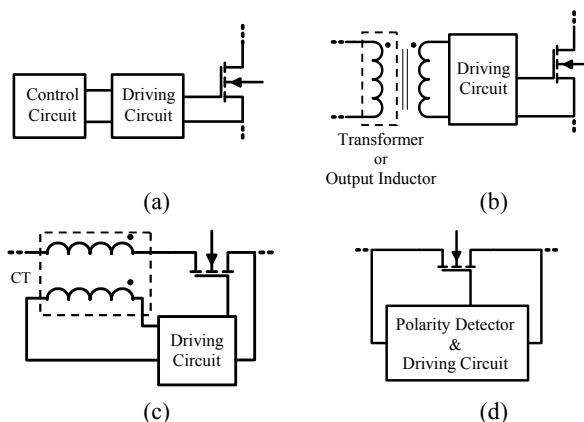 Control
Circuit
Driving
Circuit
(a)
Driving
Circuit
Transformer
or
Output Inductor
(b)
CT
Driving
Circuit
(c)
Polarity Detector
&
Driving Circuit
(d)